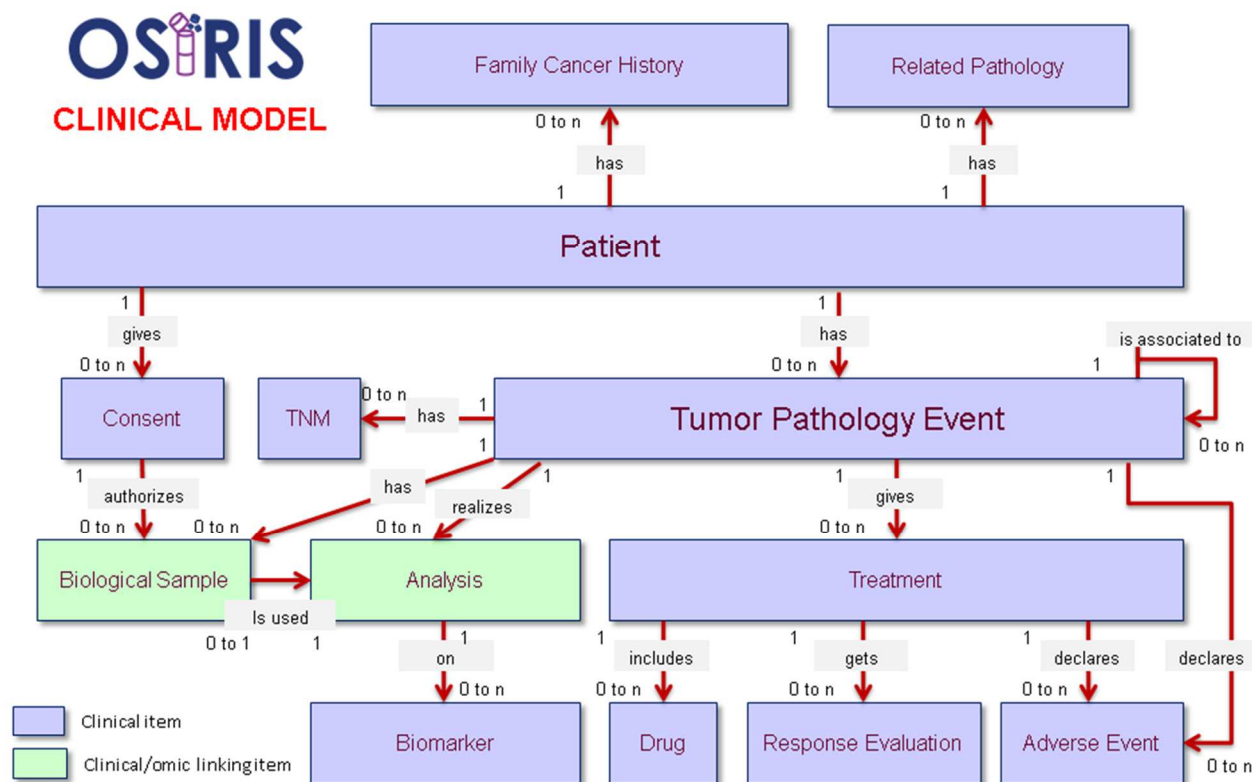 OSIRIS
CLINICAL MODEL
Family Cancer History
Related Pathology
0 to n
0 to n
has
has
1
1
Patient
1
1
gives
has
is associated to
0 to n
0 to n
1
Consent
TNM
0 to n
has
1
Tumor Pathology Event
0 to n
1
1
1
1
1
authorizes
has
realizes
gives
0 to n
0 to n
0 to n
0 to n
Biological Sample
Analysis
Treatment
Is used
0 to 1
1
1
1
1
1
on
includes
gets
declares
declares
0 to n
0 to n
0 to n
0 to n
Biomarker
Drug
Response Evaluation
Adverse Event
0 to n
Clinical item
Clinical/omic linking item